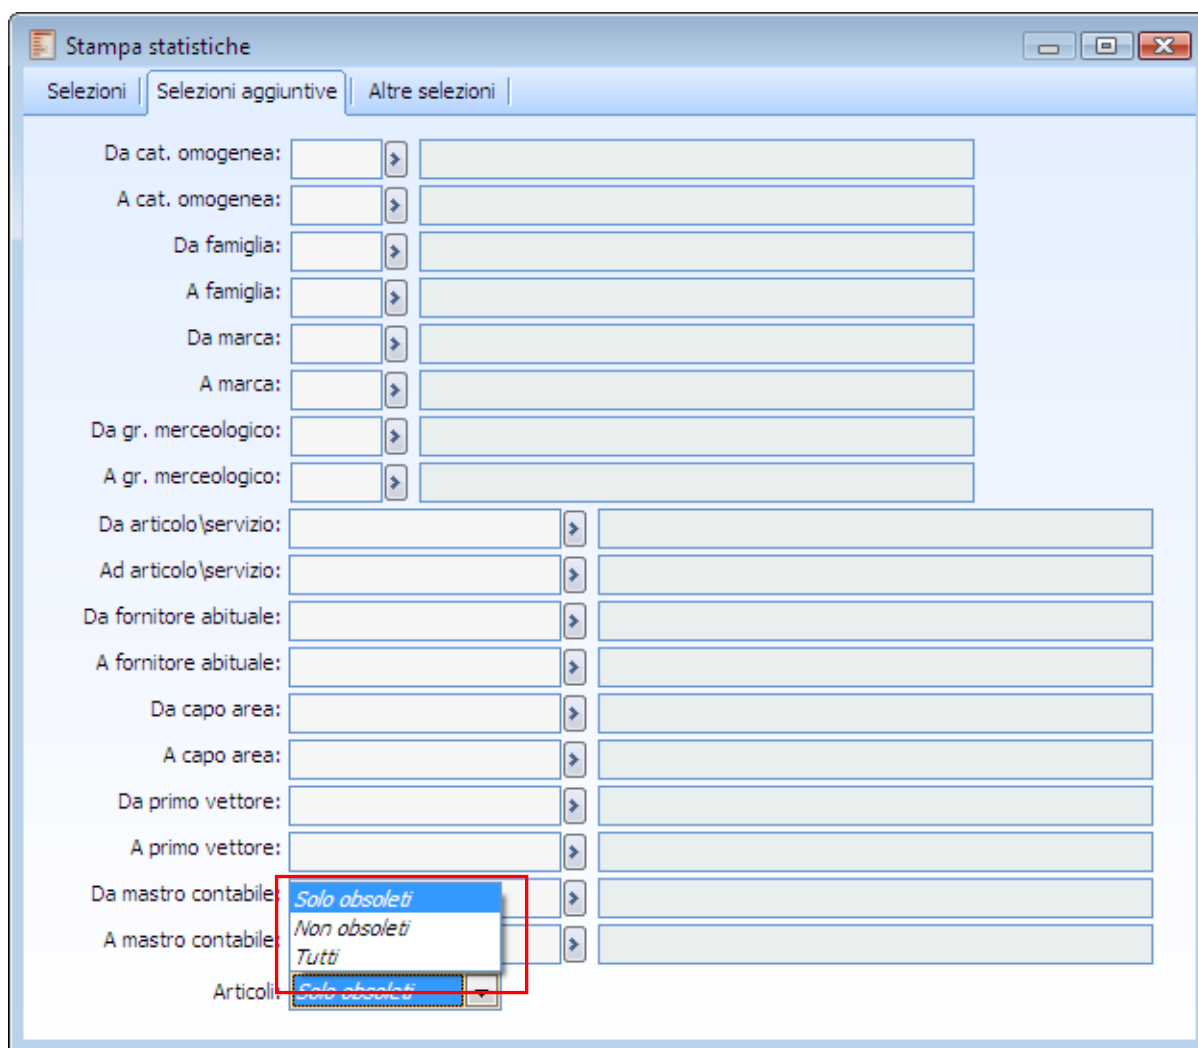 Stampa statistiche
Selezioni Selezioni aggiuntive Altre selezioni
Da cat. omogenea:
A cat. omogenea:
Da famiglia:
A famiglia:
Da marca:
A marca:
Da gr. merceologico:
A gr. merceologico:
Da articolo\servizio:
Ad articolo\servizio:
Da fornitore abituale:
A fornitore abituale:
Da capo area:
A capo area:
Da primo vettore:
A primo vettore:
Da mastro contabile: Solo obsoleti
Non obsoleti
A mastro contabile:
Tutti
Articoli: Solo obsoleti